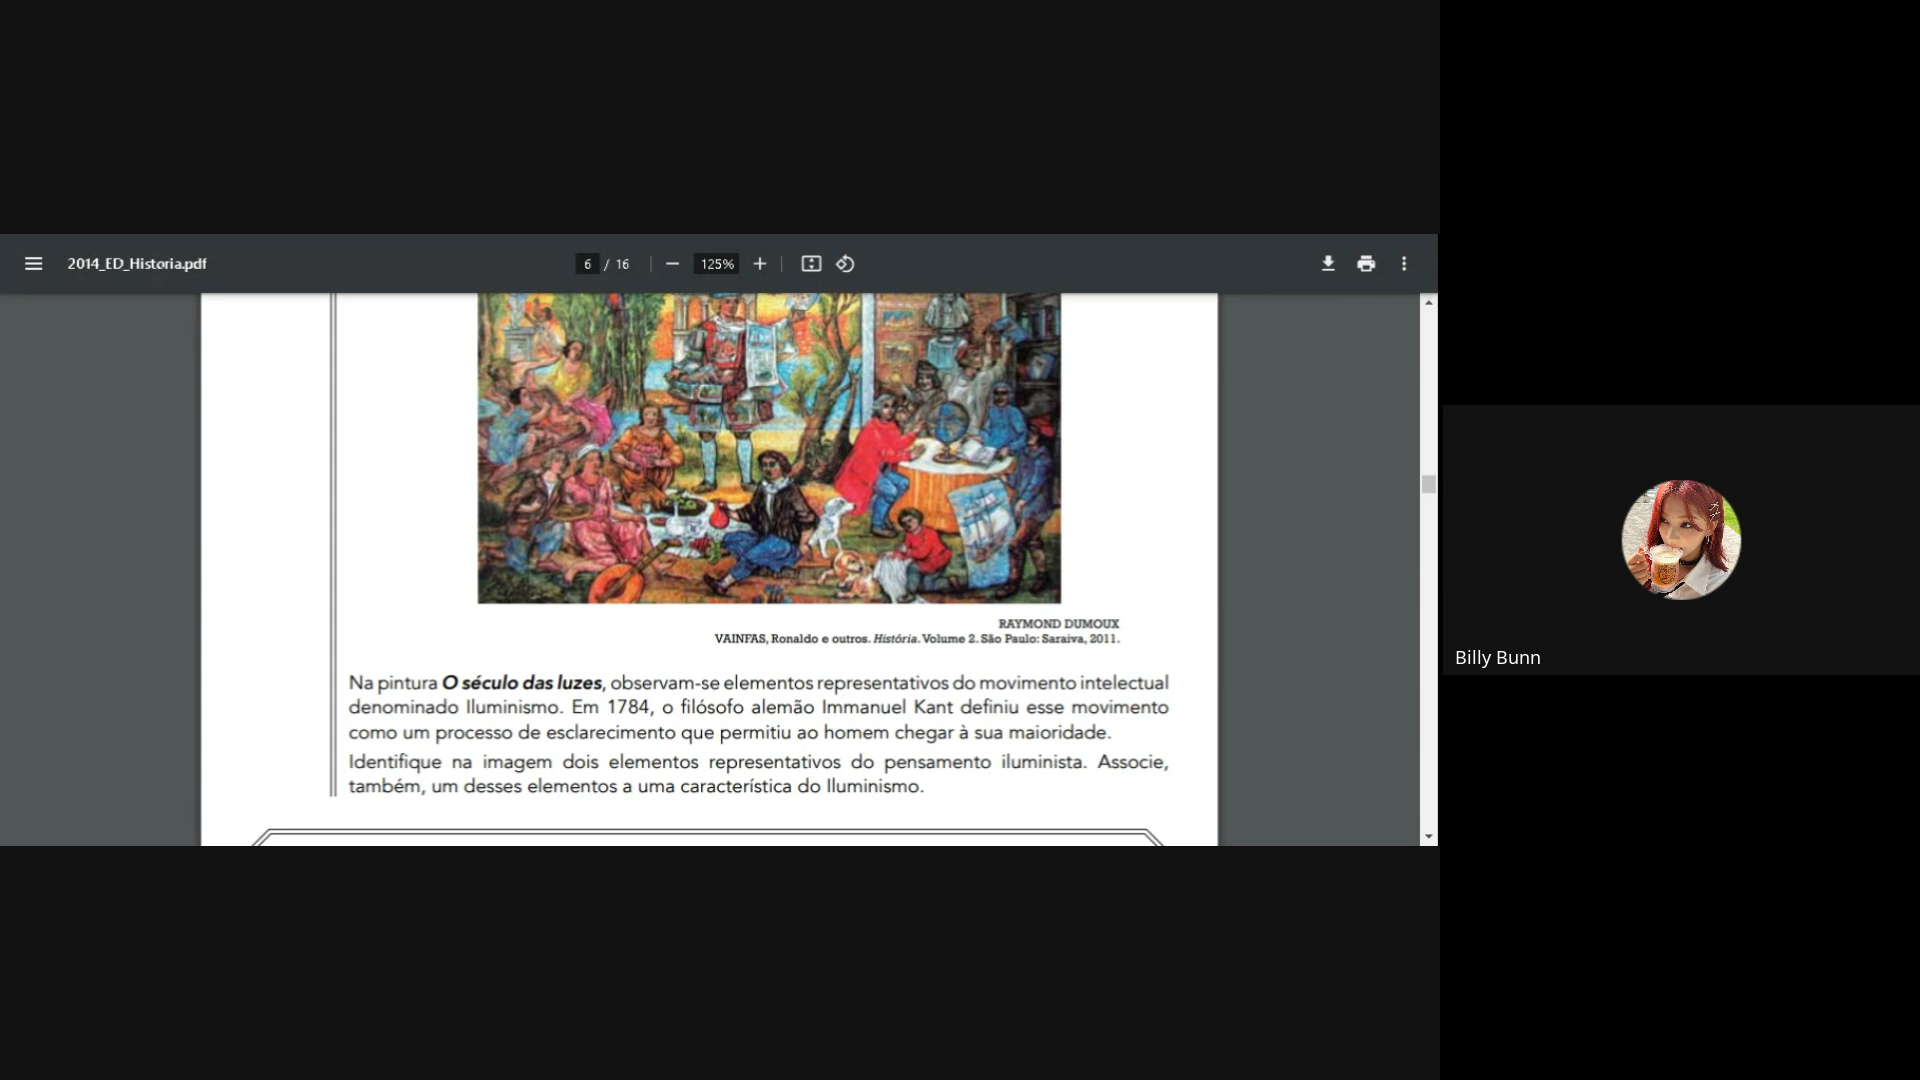 2014_ED_Historia.pdf
6 / 16
125%
RAYMOND DUMOUX
VAINFAS, Ronaldo e outros. História. Volume 2. São Paulo: Saraiva, 2011.
Na pintura O século das luzes, observam-se elementos representativos do movimento intelectual
denominado Iluminismo. Em 1784, o filósofo alemão Immanuel Kant definiu esse movimento
como um processo de esclarecimento que permitiu ao homem chegar à sua maioridade.
Identifique na imagem dois elementos representativos do pensamento iluminista. Associe,
também, um desses elementos a uma característica do Iluminismo.
Billy Bunn